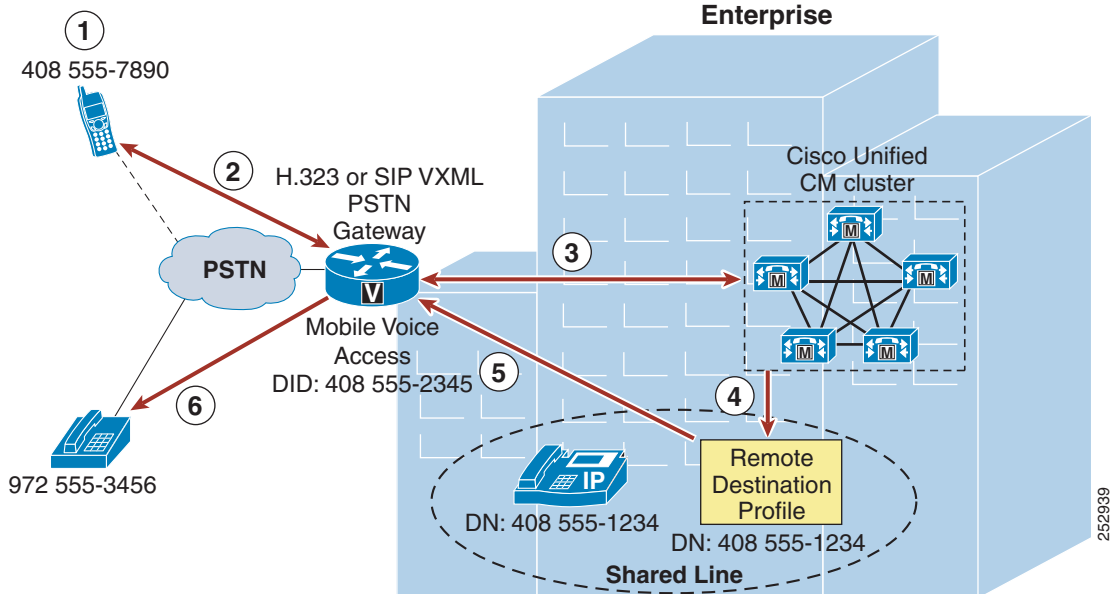 Enterprise
1
408 555-7890
2
H.323 or SIP VXML
PSTN
Gateway
PSTN
V
Mobile Voice
Access
DID: 408 555-2345
3
Cisco Unified
CM cluster
M
M
M
M
M
4
5
6
972 555-3456
IP
DN: 408 555-1234
Remote
Destination
Profile
DN: 408 555-1234
Shared Line
252939